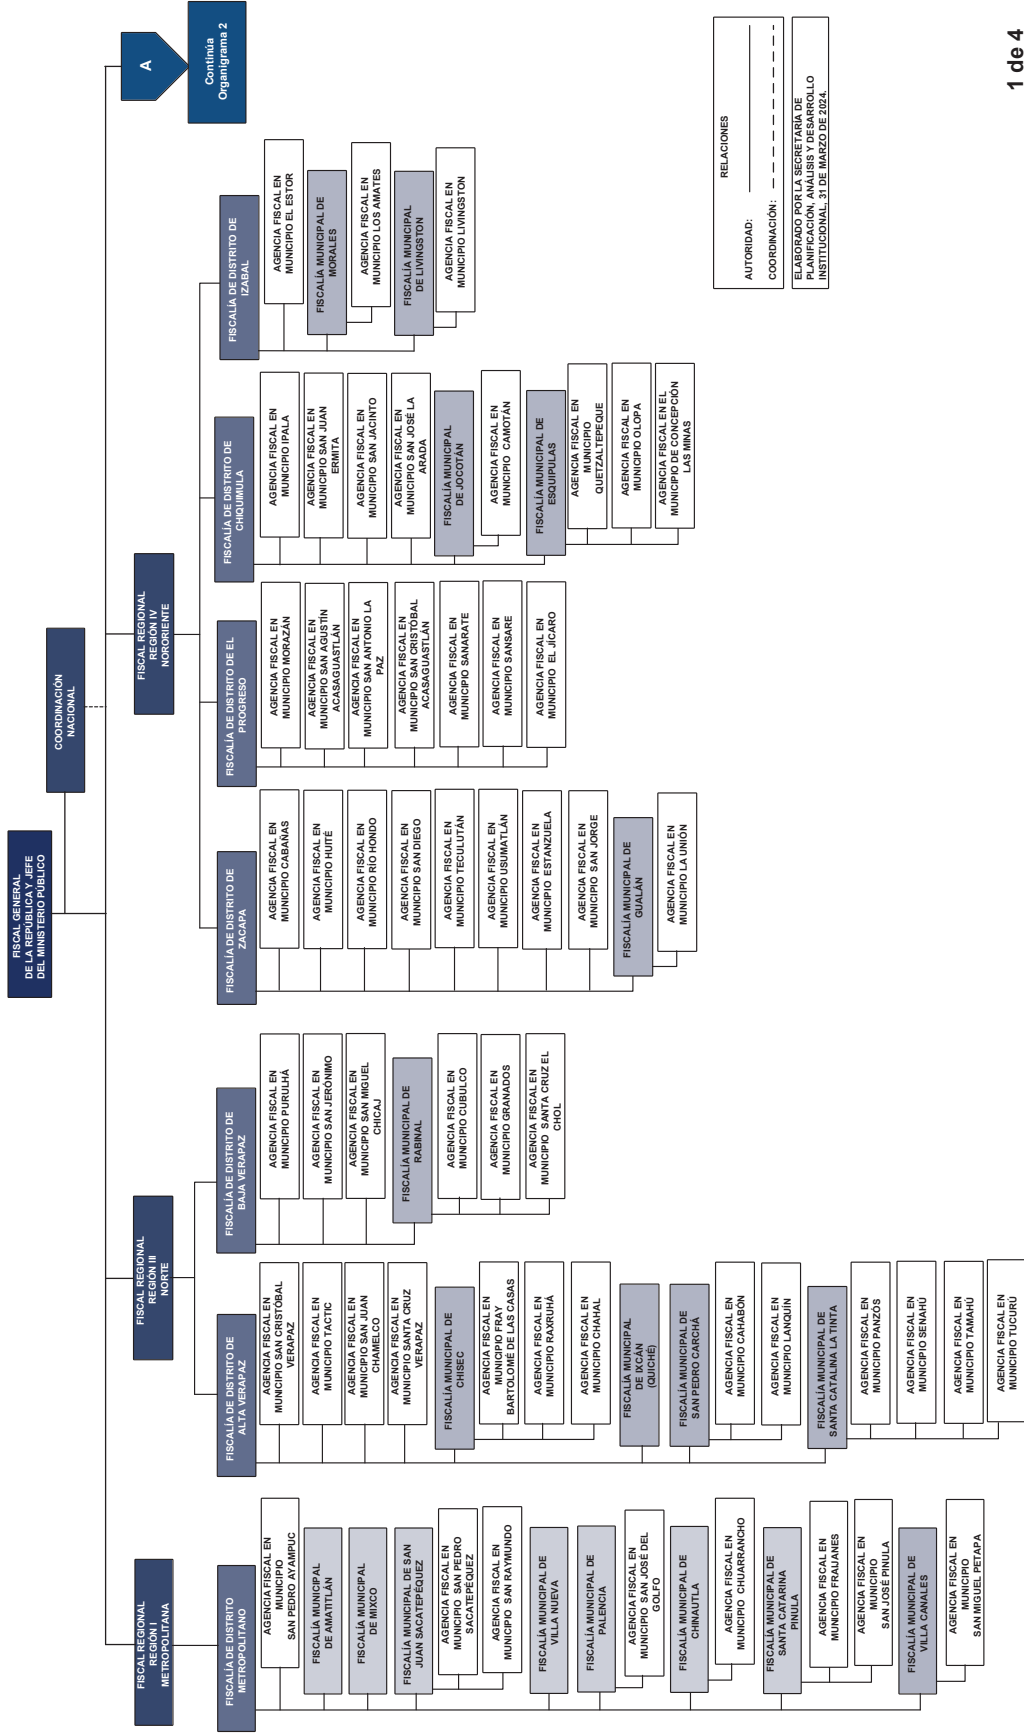 FISCAL GENERAL
DE LA REPÚBLICA Y JEFE
DEL MINISTERIO PÚBLICO
COORDINACIÓN
NACIONAL
FISCAL REGIONAL
REGIÓN I
METROPOLITANA
FISCALÍA DE DISTRITO
METROPOLITANO
AGENCIA FISCAL EN
MUNICIPIO
SAN PEDRO AYAMPUC
FISCALÍA MUNICIPAL
DE AMATITLÁN
FISCALÍA MUNICIPAL
DE MIXCO
FISCALÍA MUNICIPAL DE SAN
JUAN SACATEPÉQUEZ
AGENCIA FISCAL EN
MUNICIPIO SAN PEDRO
SACATEPÉQUEZ
AGENCIA FISCAL EN
MUNICIPIO SAN RAYMUNDO
FISCALÍA MUNICIPAL DE
VILLA NUEVA
FISCALÍA MUNICIPAL DE
PALENCIA
AGENCIA FISCAL EN
MUNICIPIO SAN JOSÉ DEL
GOLFO
FISCALÍA MUNICIPAL DE
CHINAUTLA
AGENCIA FISCAL EN
MUNICIPIO CHUARRANCHO
FISCALÍA MUNICIPAL DE
SANTA CATARINA
PINULA
AGENCIA FISCAL EN
MUNICIPIO FRAIJANES
AGENCIA FISCAL EN
MUNICIPIO
SAN JOSÉ PINULA
FISCALÍA MUNICIPAL DE
VILLA CANALES
AGENCIA FISCAL EN
MUNICIPIO
SAN MIGUEL PETAPA
FISCAL REGIONAL
REGIÓN III
NORTE
FISCALÍA DE DISTRITO DE
ALTA VERAPAZ
AGENCIA FISCAL EN
MUNICIPIO SAN CRISTÓBAL
VERAPAZ
AGENCIA FISCAL EN
MUNICIPIO TACTIC
AGENCIA FISCAL EN
MUNICIPIO SAN JUAN
CHAMELCO
AGENCIA FISCAL EN
MUNICIPIO SANTA CRUZ
VERAPAZ
FISCALÍA MUNICIPAL DE
CHISEC
AGENCIA FISCAL EN
MUNICIPIO FRAY
BARTOLOMÉ DE LAS CASAS
AGENCIA FISCAL EN
MUNICIPIO RAXRUHÁ
AGENCIA FISCAL EN
MUNICIPIO CHAHAL
FISCALÍA MUNICIPAL
DE IXCÁN
(QUICHÉ)
FISCALÍA MUNICIPAL DE
SAN PEDRO CARCHÁ
AGENCIA FISCAL EN
MUNICIPIO CAHABÓN
AGENCIA FISCAL EN
MUNICIPIO LANQUÍN
FISCALÍA MUNICIPAL DE
SANTA CATALINA LA TINTA
AGENCIA FISCAL EN
MUNICIPIO PANZÓS
AGENCIA FISCAL EN
MUNICIPIO SENAHÚ
AGENCIA FISCAL EN
MUNICIPIO TAMAHÚ
AGENCIA FISCAL EN
MUNICIPIO TUCURÚ
FISCALÍA DE DISTRITO DE
BAJA VERAPAZ
AGENCIA FISCAL EN
MUNICIPIO PURULHÁ
AGENCIA FISCAL EN
MUNICIPIO SAN JERÓNIMO
AGENCIA FISCAL EN
MUNICIPIO SAN MIGUEL
CHICAJ
FISCALÍA MUNICIPAL DE
RABINAL
AGENCIA FISCAL EN
MUNICIPIO CUBULCO
AGENCIA FISCAL EN
MUNICIPIO GRANADOS
AGENCIA FISCAL EN
MUNICIPIO SANTA CRUZ EL
CHOL
FISCAL REGIONAL
REGIÓN IV
NORORIENTE
FISCALÍA DE DISTRITO DE
ZACAPA
AGENCIA FISCAL EN
MUNICIPIO CABAÑAS
AGENCIA FISCAL EN
MUNICIPIO HUITÉ
AGENCIA FISCAL EN
MUNICIPIO RÍO HONDO
AGENCIA FISCAL EN
MUNICIPIO SAN DIEGO
AGENCIA FISCAL EN
MUNICIPIO TECULUTÁN
AGENCIA FISCAL EN
MUNICIPIO USUMATLÁN
AGENCIA FISCAL EN
MUNICIPIO ESTANZUELA
AGENCIA FISCAL EN
MUNICIPIO SAN JORGE
FISCALÍA MUNICIPAL DE
GUALÁN
AGENCIA FISCAL EN
MUNICIPIO LA UNIÓN
FISCALÍA DE DISTRITO DE EL
PROGRESO
AGENCIA FISCAL EN
MUNICIPIO MORAZÁN
AGENCIA FISCAL EN
MUNICIPIO SAN AGUSTÍN
ACASAGUASTLÁN
AGENCIA FISCAL EN
MUNICIPIO SAN ANTONIO LA
PAZ
AGENCIA FISCAL EN
MUNICIPIO SAN CRISTÓBAL
ACASAGUASTLÁN
AGENCIA FISCAL EN
MUNICIPIO SANARATE
AGENCIA FISCAL EN
MUNICIPIO SANSARE
AGENCIA FISCAL EN
MUNICIPIO EL JÍCARO
FISCALÍA DE DISTRITO DE
CHIQUIMULA
AGENCIA FISCAL EN
MUNICIPIO IPALA
AGENCIA FISCAL EN
MUNICIPIO SAN JUAN
ERMITA
AGENCIA FISCAL EN
MUNICIPIO SAN JACINTO
AGENCIA FISCAL EN
MUNICIPIO SAN JOSÉ LA
ARADA
FISCALÍA MUNICIPAL
DE JOCOTÁN
AGENCIA FISCAL EN
MUNICIPIO CAMOTÁN
FISCALÍA MUNICIPAL DE
ESQUIPULAS
AGENCIA FISCAL EN
MUNICIPIO
QUETZALTEPEQUE
AGENCIA FISCAL EN
MUNICIPIO OLOPA
AGENCIA FISCAL EN EL
MUNICIPIO DE CONCEPCIÓN
LAS MINAS
FISCALÍA DE DISTRITO DE
IZABAL
AGENCIA FISCAL EN
MUNICIPIO EL ESTOR
FISCALÍA MUNICIPAL DE
MORALES
AGENCIA FISCAL EN
MUNICIPIO LOS AMATES
FISCALÍA MUNICIPAL
DE LIVINGSTON
AGENCIA FISCAL EN
MUNICIPIO LIVINGSTON
A
Continúa
Organigrama 2
RELACIONES
AUTORIDAD:
COORDINACIÓN:
ELABORADO POR LA SECRETARÍA DE
PLANIFICACIÓN, ANÁLISIS Y DESARROLLO
INSTITUCIONAL, 31 DE MARZO DE 2024.
1 de 4